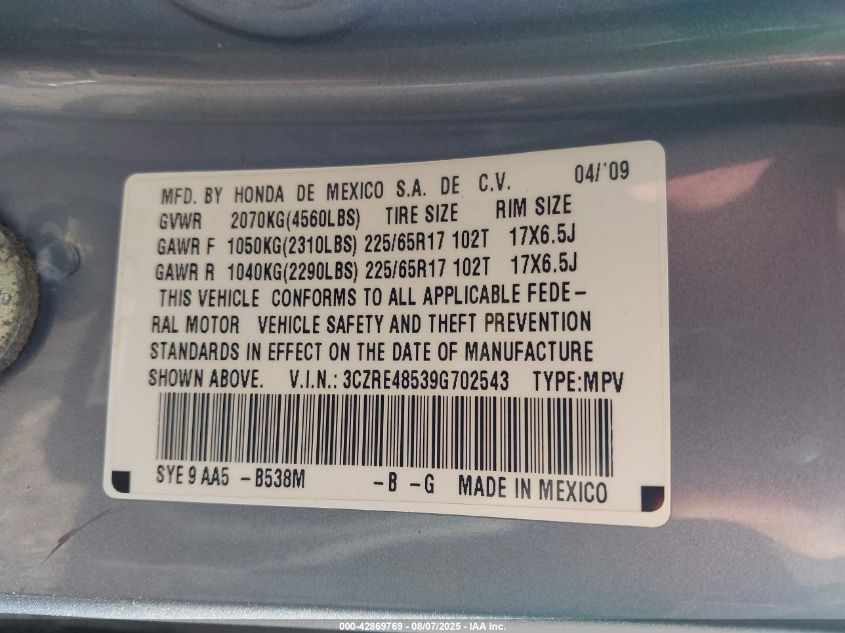 MFD. BY HONDA DE MEXICO S.A. DE C.V. 04/'09
GVWR 2070KG(4560LBS) TIRE SIZE RIM SIZE
GAWR F 1050KG(2310LBS) 225/65R17 102T 17X6.5J
GAWR R 1040KG(2290LBS) 225/65R17 102T 17X6.5J
THIS VEHICLE CONFORMS TO ALL APPLICABLE FEDE-
RAL MOTOR VEHICLE SAFETY AND THEFT PREVENTION
STANDARDS IN EFFECT ON THE DATE OF MANUFACTURE
SHOWN ABOVE. V.I.N.: 3CZRE48539G702543 TYPE:MPV
SYE 9 AA5 -B538M -B -G MADE IN MEXICO
000-42869769 - 08/07/2025 - IAA Inc.